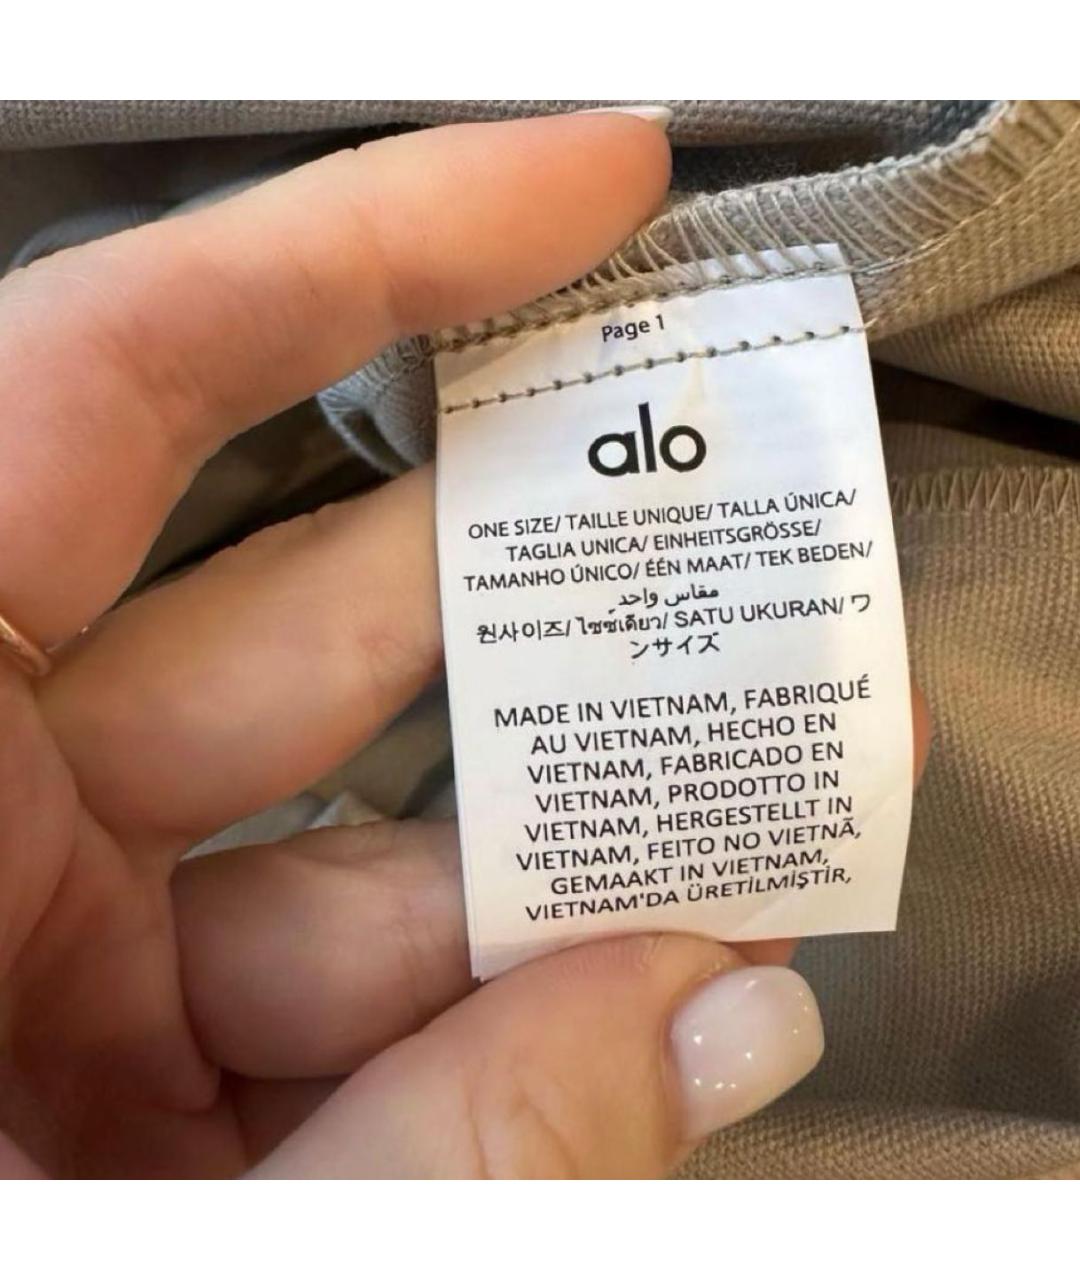 Page 1
alo
ONE SIZE/ TAILLE UNIQUE/ TALLA ÚNICA/
TAGLIA UNICA/ EINHEITSGRÖSSE/
TAMANHO ÚNICO/ ÉÉN MAAT/ TEK BEDEN/
مقاس واحد
원사이즈/ ไซซ์เดียว/ SATU UKURAN/ ワ
ンサイズ
MADE IN VIETNAM, FABRIQUÉ
AU VIETNAM, HECHO EN
VIETNAM, FABRICADO EN
VIETNAM, PRODOTTO IN
VIETNAM, HERGESTELLT IN
VIETNAM, FEITO NO VIETNÃ,
GEMAAKT IN VIETNAM,
VIETNAM'DA ÜRETİLMİŞTİR,